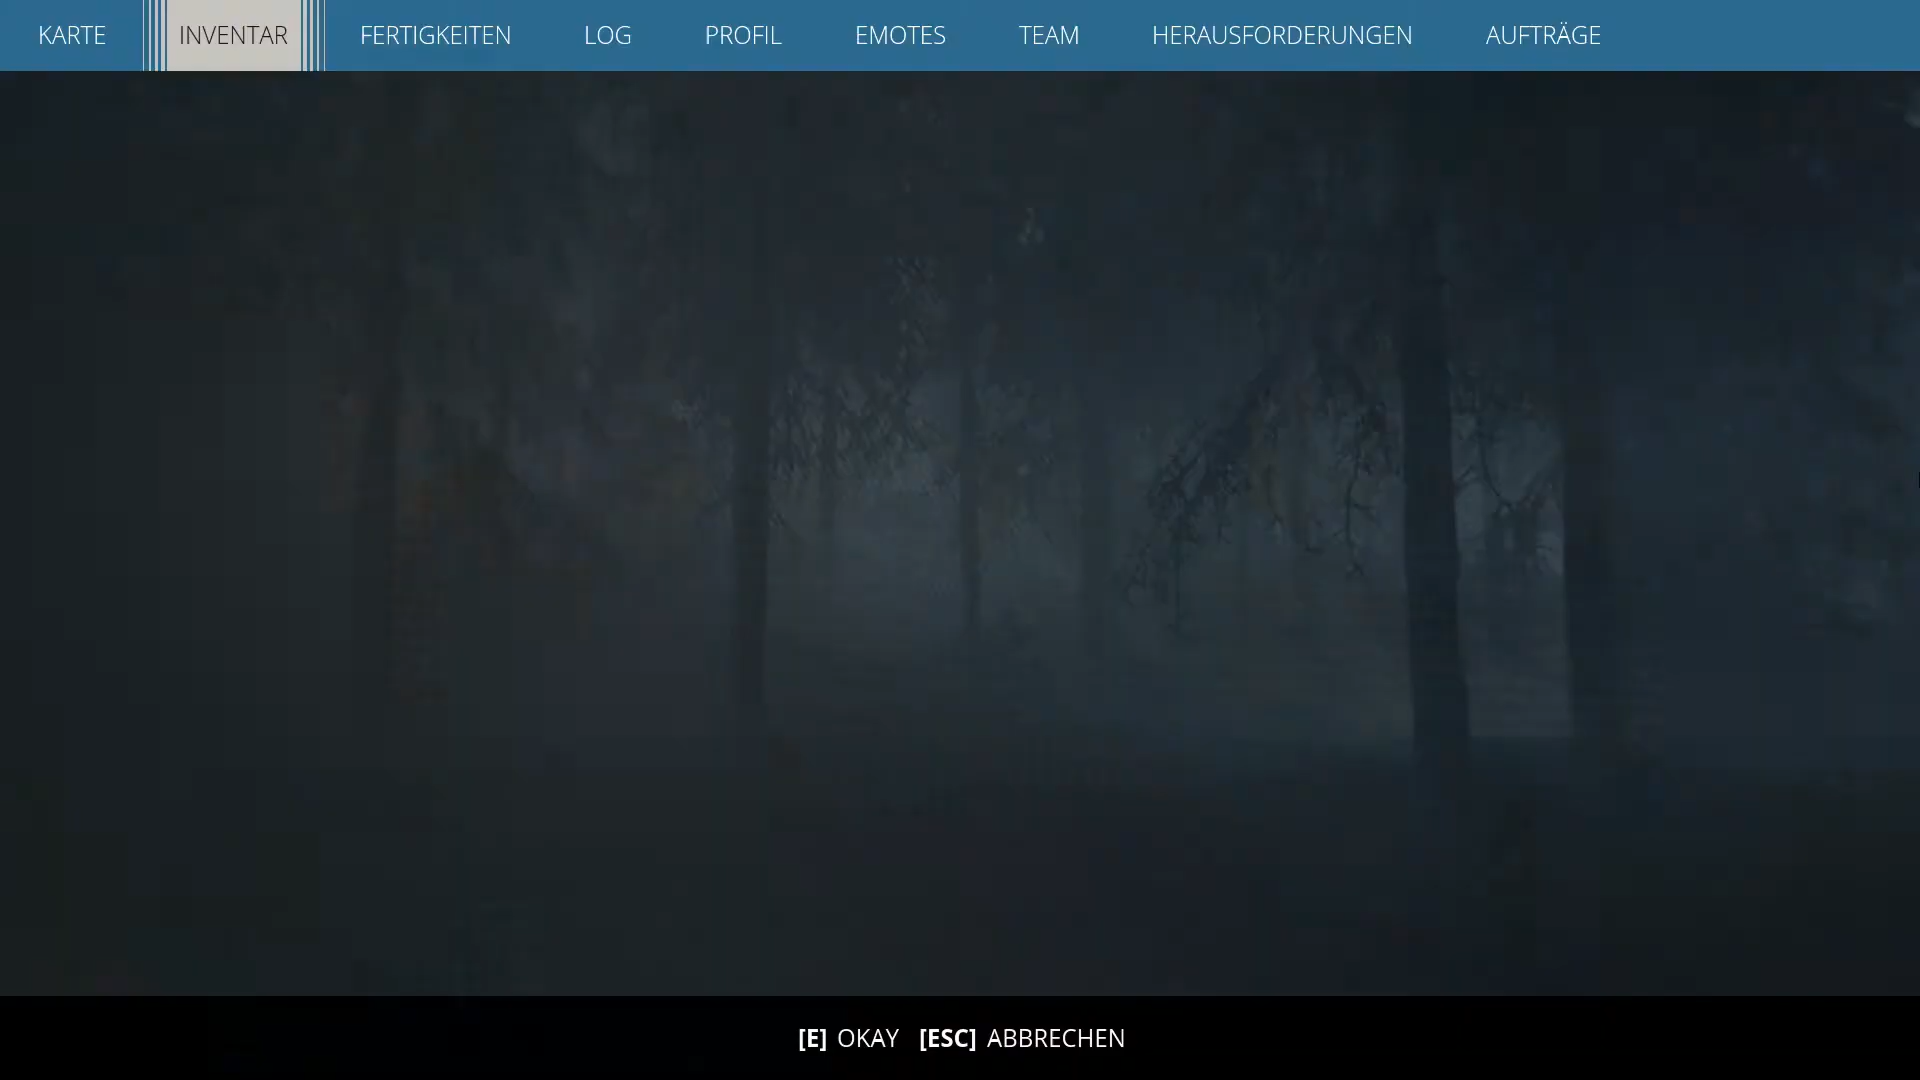 KARTE INVENTAR FERTIGKEITEN LOG PROFIL EMOTES TEAM HERAUSFORDERUNGEN AUFTRÄGE
[E] OKAY [ESC] ABBRECHEN